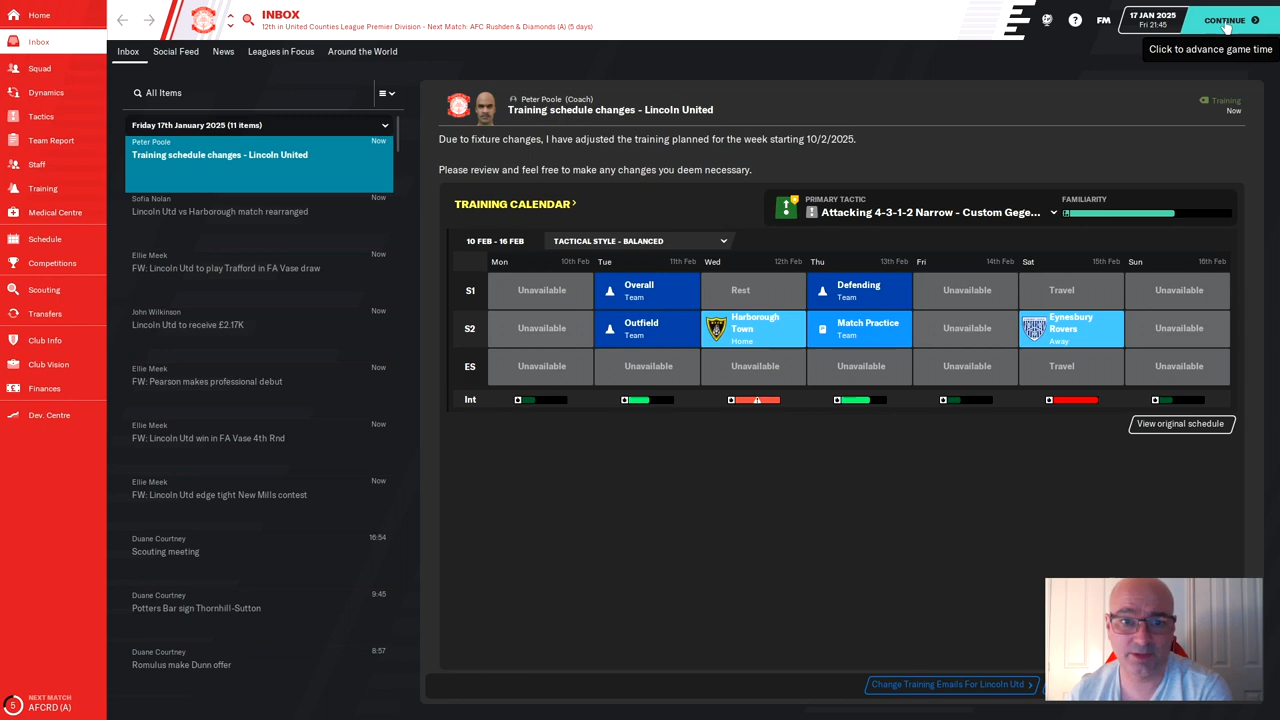 Home
Inbox
Squad
Dynamics
Tactics
Team Report
Staff
Training
Medical Centre
Schedule
Competitions
Scouting
Transfers
Club Info
Club Vision
Finances
Dev. Centre
NEXT MATCH
5
AFCRD (A)
INBOX
12th in United Counties League Premier Division - Next Match: AFC Rushden & Diamonds (A) (5 days)
?
FM
17 JAN 2025
Fri 21:45
CONTINUE
Click to advance game time
Inbox
Social Feed
News
Leagues in Focus
Around the World
All Items
Friday 17th January 2025 (11 items)
Peter Poole
Now
Training schedule changes - Lincoln United
Sofia Nolan
Now
Lincoln Utd vs Harborough match rearranged
Ellie Meek
Now
FW: Lincoln Utd to play Trafford in FA Vase draw
John Wilkinson
Now
Lincoln Utd to receive £2.17K
Ellie Meek
Now
FW: Pearson makes professional debut
Ellie Meek
Now
FW: Lincoln Utd win in FA Vase 4th Rnd
Ellie Meek
Now
FW: Lincoln Utd edge tight New Mills contest
Duane Courtney
16:54
Scouting meeting
Duane Courtney
9:45
Potters Bar sign Thornhill-Sutton
Duane Courtney
8:57
Romulus make Dunn offer
Peter Poole (Coach)
Training schedule changes - Lincoln United
Training
Now
Due to fixture changes, I have adjusted the training planned for the week starting 10/2/2025.
Please review and feel free to make any changes you deem necessary.
TRAINING CALENDAR
PRIMARY TACTIC
Attacking 4-3-1-2 Narrow - Custom Gege...
FAMILIARITY
10 FEB - 16 FEB
TACTICAL STYLE - BALANCED
Mon 10th Feb Tue 11th Feb Wed 12th Feb Thu 13th Feb Fri 14th Feb Sat 15th Feb Sun 16th Feb
S1
Unavailable
Overall
Team
Rest
Defending
Team
Unavailable
Travel
Unavailable
S2
Unavailable
Outfield
Team
Harborough
Town
Home
Match Practice
Team
Unavailable
Eynesbury
Rovers
Away
Unavailable
ES
Unavailable
Unavailable
Unavailable
Unavailable
Unavailable
Travel
Unavailable
Int
View original schedule
Change Training Emails For Lincoln Utd